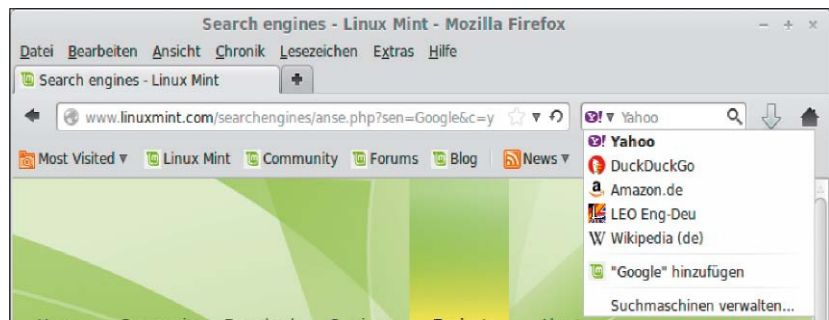 Search engines - Linux Mint - Mozilla Firefox
Datei Bearbeiten Ansicht Chronik Lesezeichen Extras Hilfe
Search engines - Linux Mint
www.linuxmint.com/searchengines/anse.php?sen=Google&c=y Yahoo
Most Visited Linux Mint Community Forums Blog News
Yahoo
DuckDuckGo
Amazon.de
LEO Eng-Deu
Wikipedia (de)
"Google" hinzufügen
Suchmaschinen verwalten...